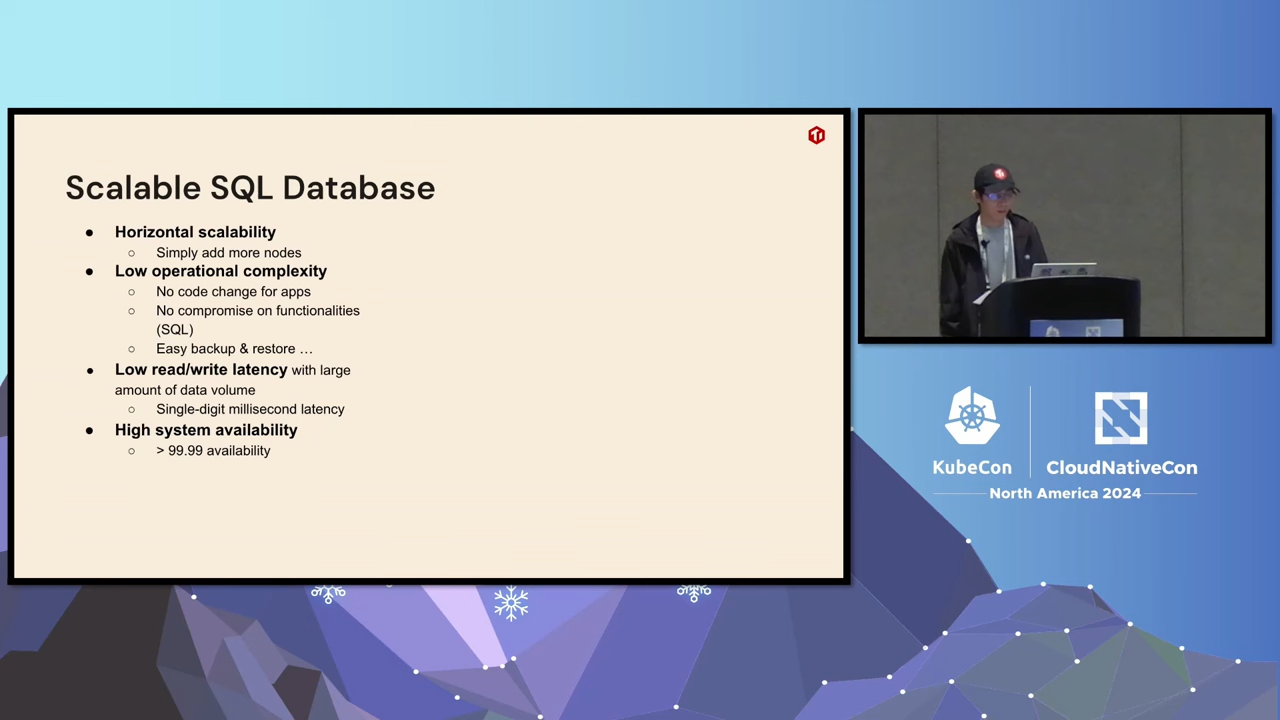 Scalable SQL Database
● Horizontal scalability
○ Simply add more nodes
● Low operational complexity
○ No code change for apps
○ No compromise on functionalities
(SQL)
○ Easy backup & restore …
● Low read/write latency with large
amount of data volume
○ Single-digit millisecond latency
● High system availability
○ > 99.99 availability
KubeCon
CloudNativeCon
North America 2024